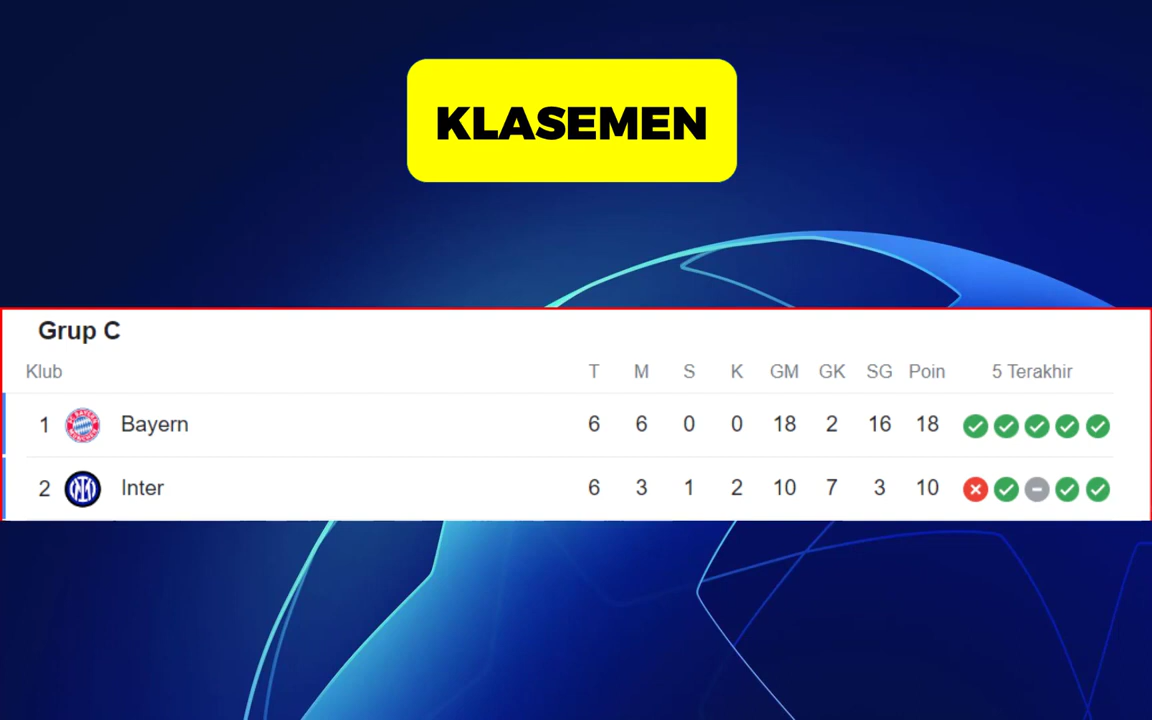 KLASEMEN
Grup C
Klub T M S K GM GK SG Poin 5 Terakhir
1 Bayern 6 6 0 0 18 2 16 18
2 Inter 6 3 1 2 10 7 3 10